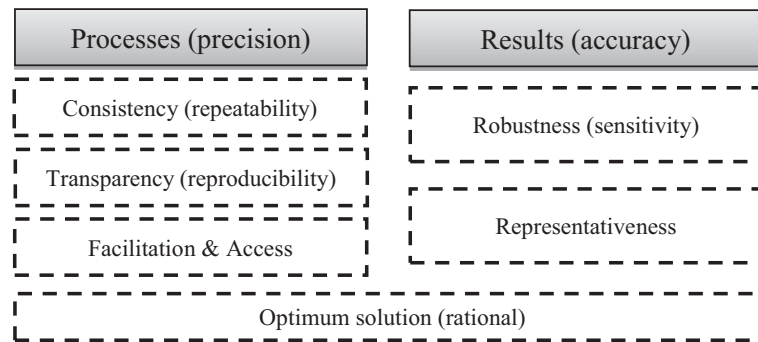 Processes (precision)
Results (accuracy)
Consistency (repeatability)
Transparency (reproducibility)
Facilitation & Access
Robustness (sensitivity)
Representativeness
Optimum solution (rational)